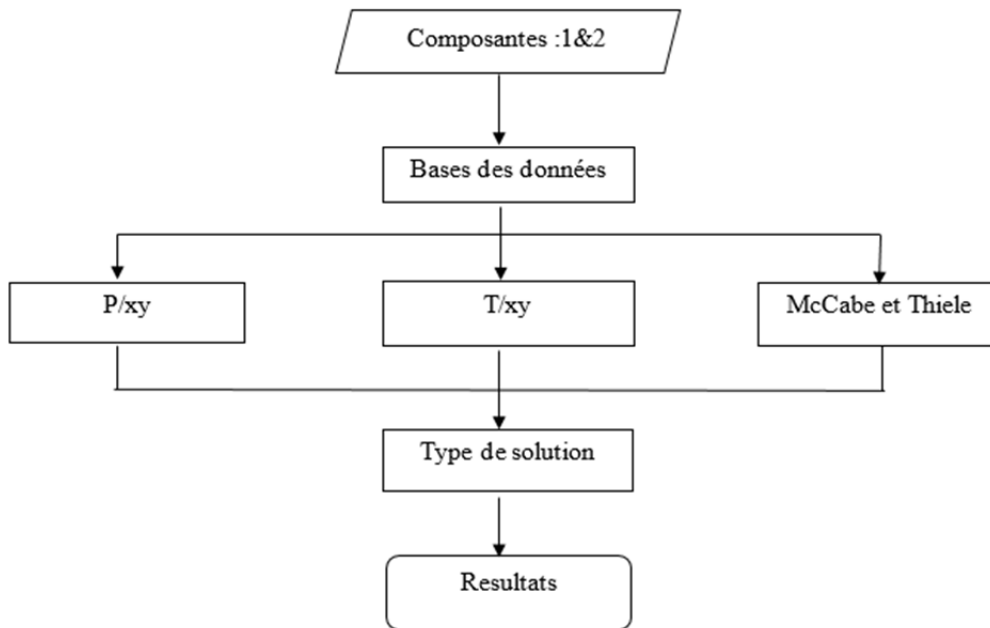 Composantes :1&2
Bases des données
P/xy
T/xy
McCabe et Thiele
Type de solution
Resultats